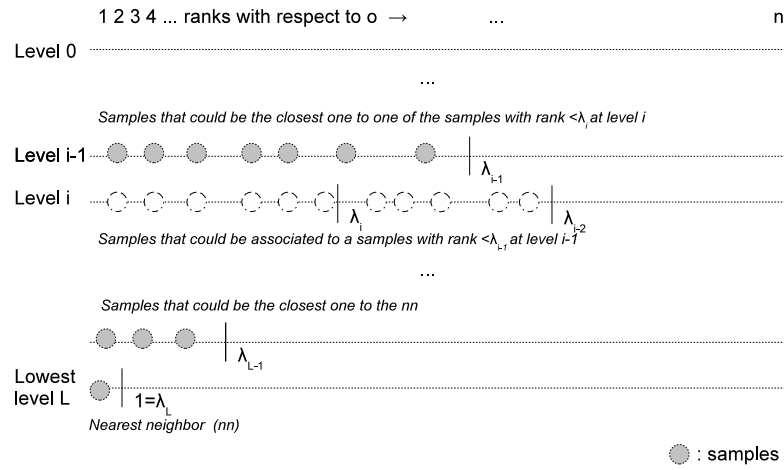 1 2 3 4 ... ranks with respect to o → ... n
Level 0
...
Samples that could be the closest one to one of the samples with rank <λi at level i
Level i-1
λi-1
Level i
λi λi-2
Samples that could be associated to a samples with rank <λi-1 at level i-1
...
Samples that could be the closest one to the nn
λL-1
Lowest
level L
1=λL
Nearest neighbor (nn)
: samples